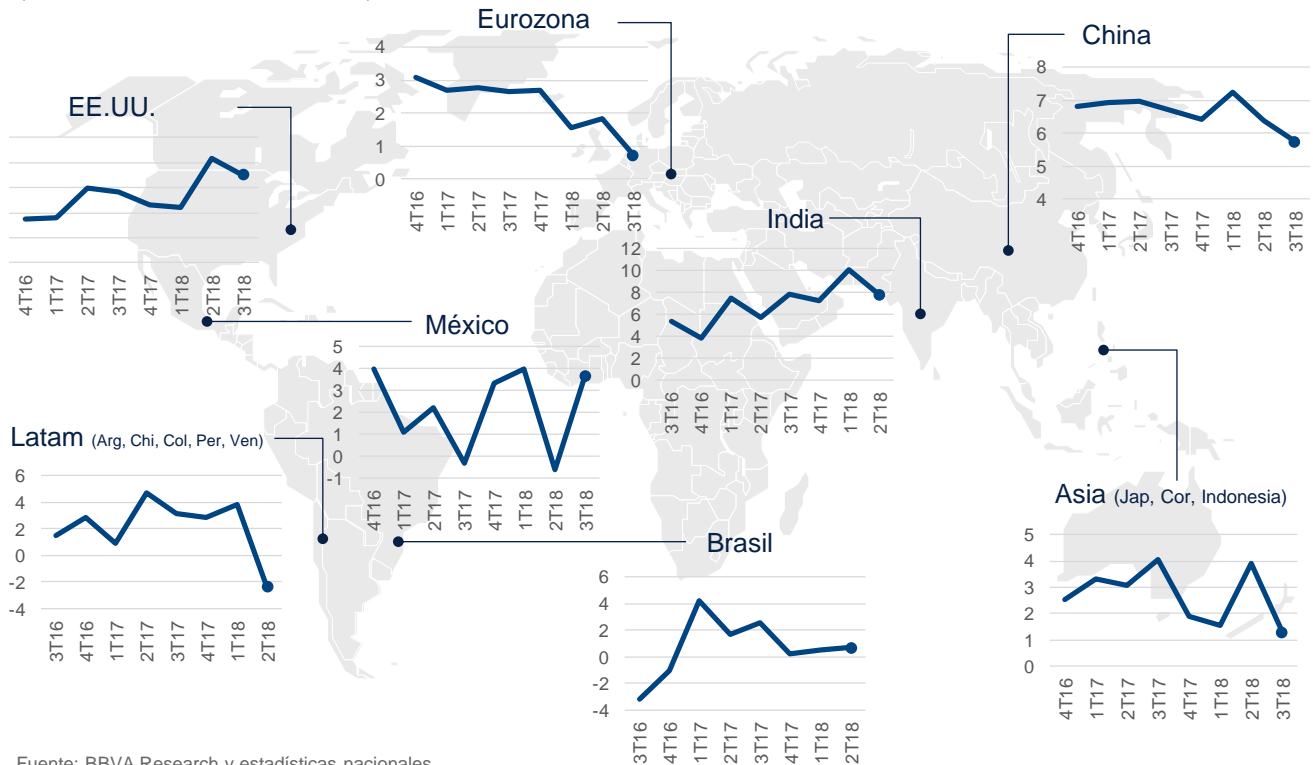 Eurozona
4
3
2
1
0
4T16
1T17
2T17
3T17
4T17
1T18
2T18
3T18
China
8
7
6
5
4
4T16
1T17
2T17
3T17
4T17
1T18
2T18
3T18
EE.UU.
4T16
1T17
2T17
3T17
4T17
1T18
2T18
3T18
India
12
10
8
6
4
2
0
3T16
4T16
1T17
2T17
3T17
4T17
1T18
2T18
México
5
4
3
2
1
0
-1
4T16
1T17
2T17
3T17
4T17
1T18
2T18
3T18
Latam (Arg, Chi, Col, Per, Ven)
6
4
2
0
-2
-4
3T16
4T16
1T17
2T17
3T17
4T17
1T18
2T18
Brasil
6
4
2
0
-2
-4
3T16
4T16
1T17
2T17
3T17
4T17
1T18
2T18
Asia (Jap, Cor, Indonesia)
5
4
3
2
1
0
4T16
1T17
2T17
3T17
4T17
1T18
2T18
3T18
Fuente: BBVA Research y estadísticas nacionales